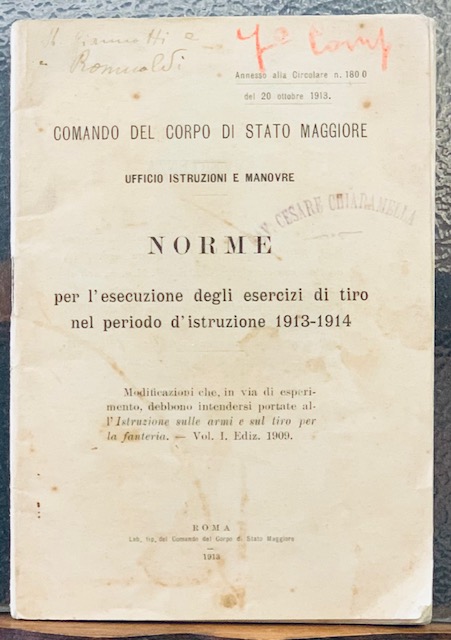 Romualdi
7ª Comp
Annesso alla Circolare n. 1800
del 20 ottobre 1913.
COMANDO DEL CORPO DI STATO MAGGIORE
UFFICIO ISTRUZIONI E MANOVRE
CESARE CHIARAMELLA
NORME
per l'esecuzione degli esercizi di tiro
nel periodo d'istruzione 1913-1914
Modificazioni che, in via di esperi-
mento, debbono intendersi portate al-
l'Istruzione sulle armi e sul tiro per
la fanteria. — Vol. I. Ediz. 1909.
ROMA
Lab. tip. del Comando del Corpo di Stato Maggiore
1913